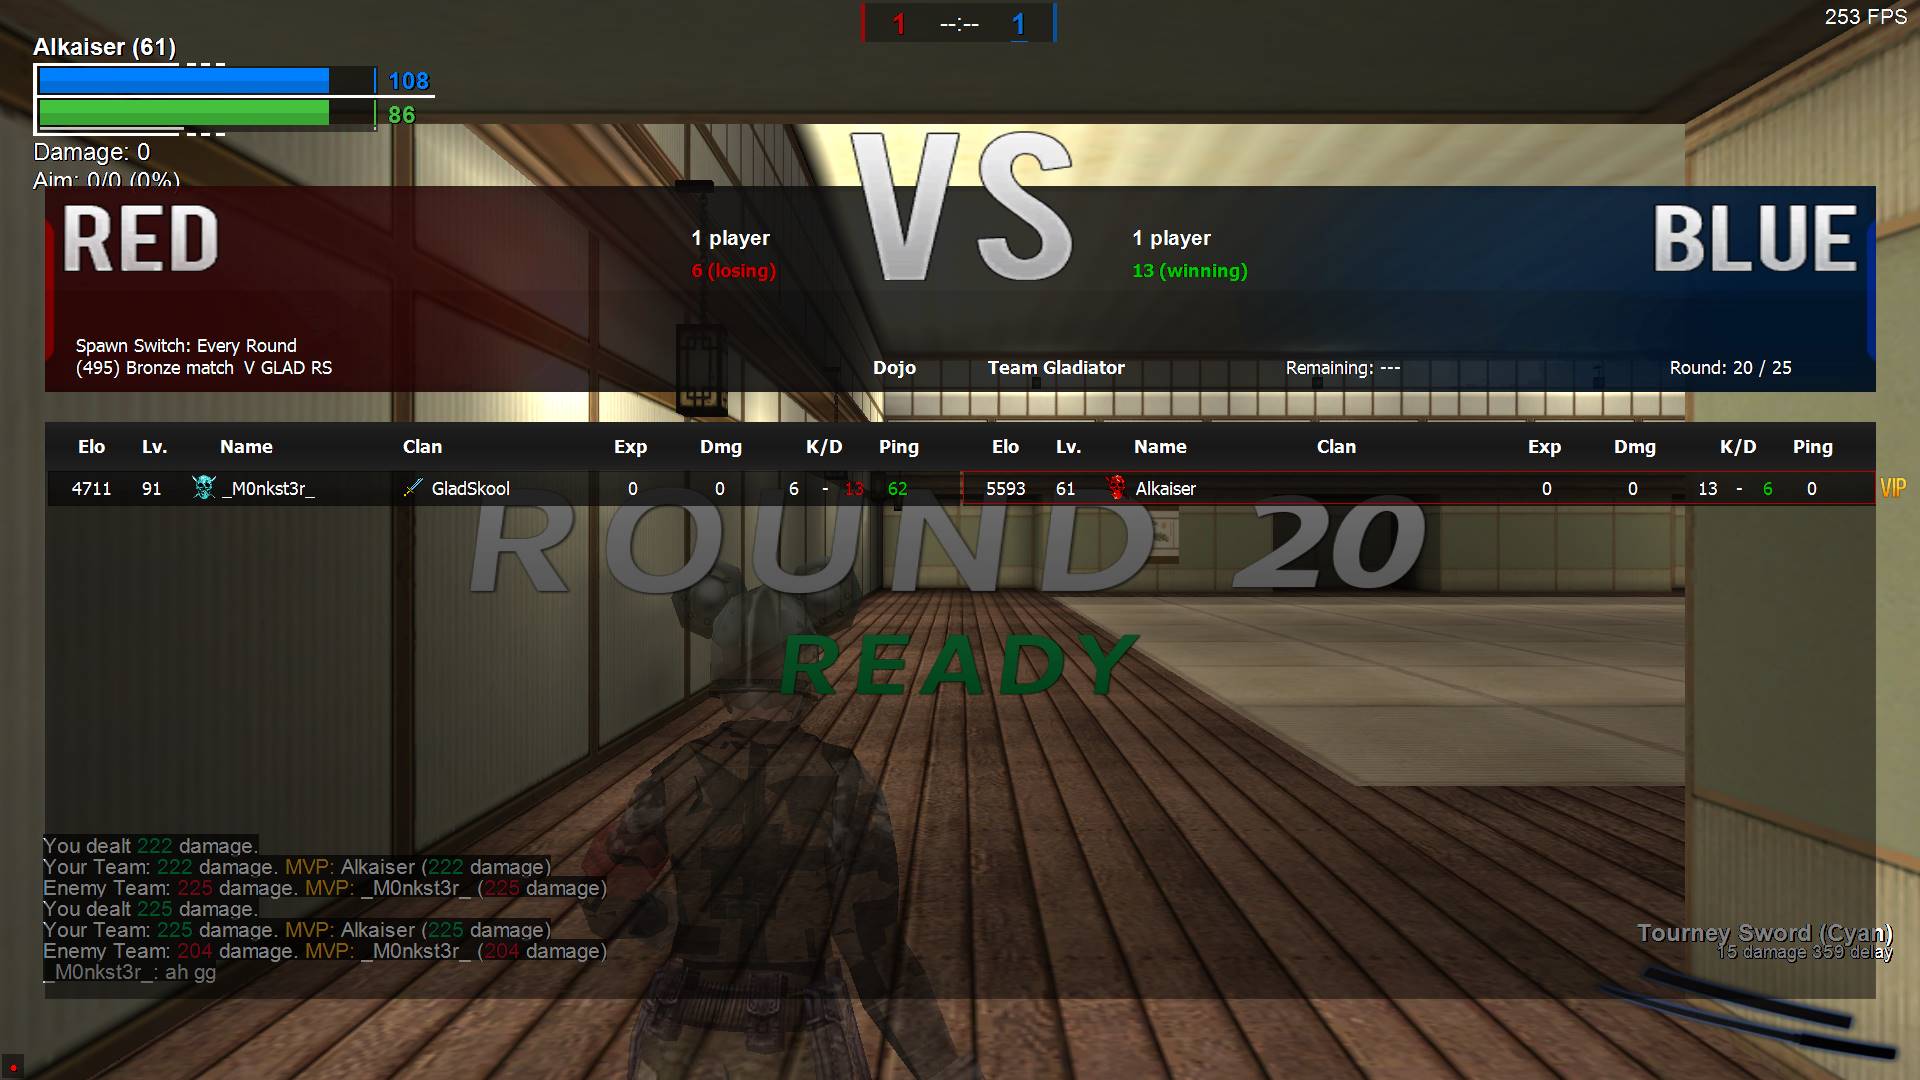 1 --:-- 1
253 FPS
Alkaiser (61)
108
86
Damage: 0
Aim: 0/0 (0%)
RED
VS
BLUE
1 player
6 (losing)
1 player
13 (winning)
Spawn Switch: Every Round
(495) Bronze match V GLAD RS
Dojo Team Gladiator Remaining: --- Round: 20 / 25
Elo Lv. Name Clan Exp Dmg K/D Ping Elo Lv. Name Clan Exp Dmg K/D Ping
4711 91 _M0nkst3r_ GladSkool 0 0 6 - 13 62 5593 61 Alkaiser 0 0 13 - 6 0 VIP
ROUND 20
READY
You dealt 222 damage.
Your Team: 222 damage. MVP: Alkaiser (222 damage)
Enemy Team: 225 damage. MVP: _M0nkst3r_ (225 damage)
You dealt 225 damage.
Your Team: 225 damage. MVP: Alkaiser (225 damage)
Enemy Team: 204 damage. MVP: _M0nkst3r_ (204 damage)
_M0nkst3r_: ah gg
Tourney Sword (Cyan)
15 damage 359 delay